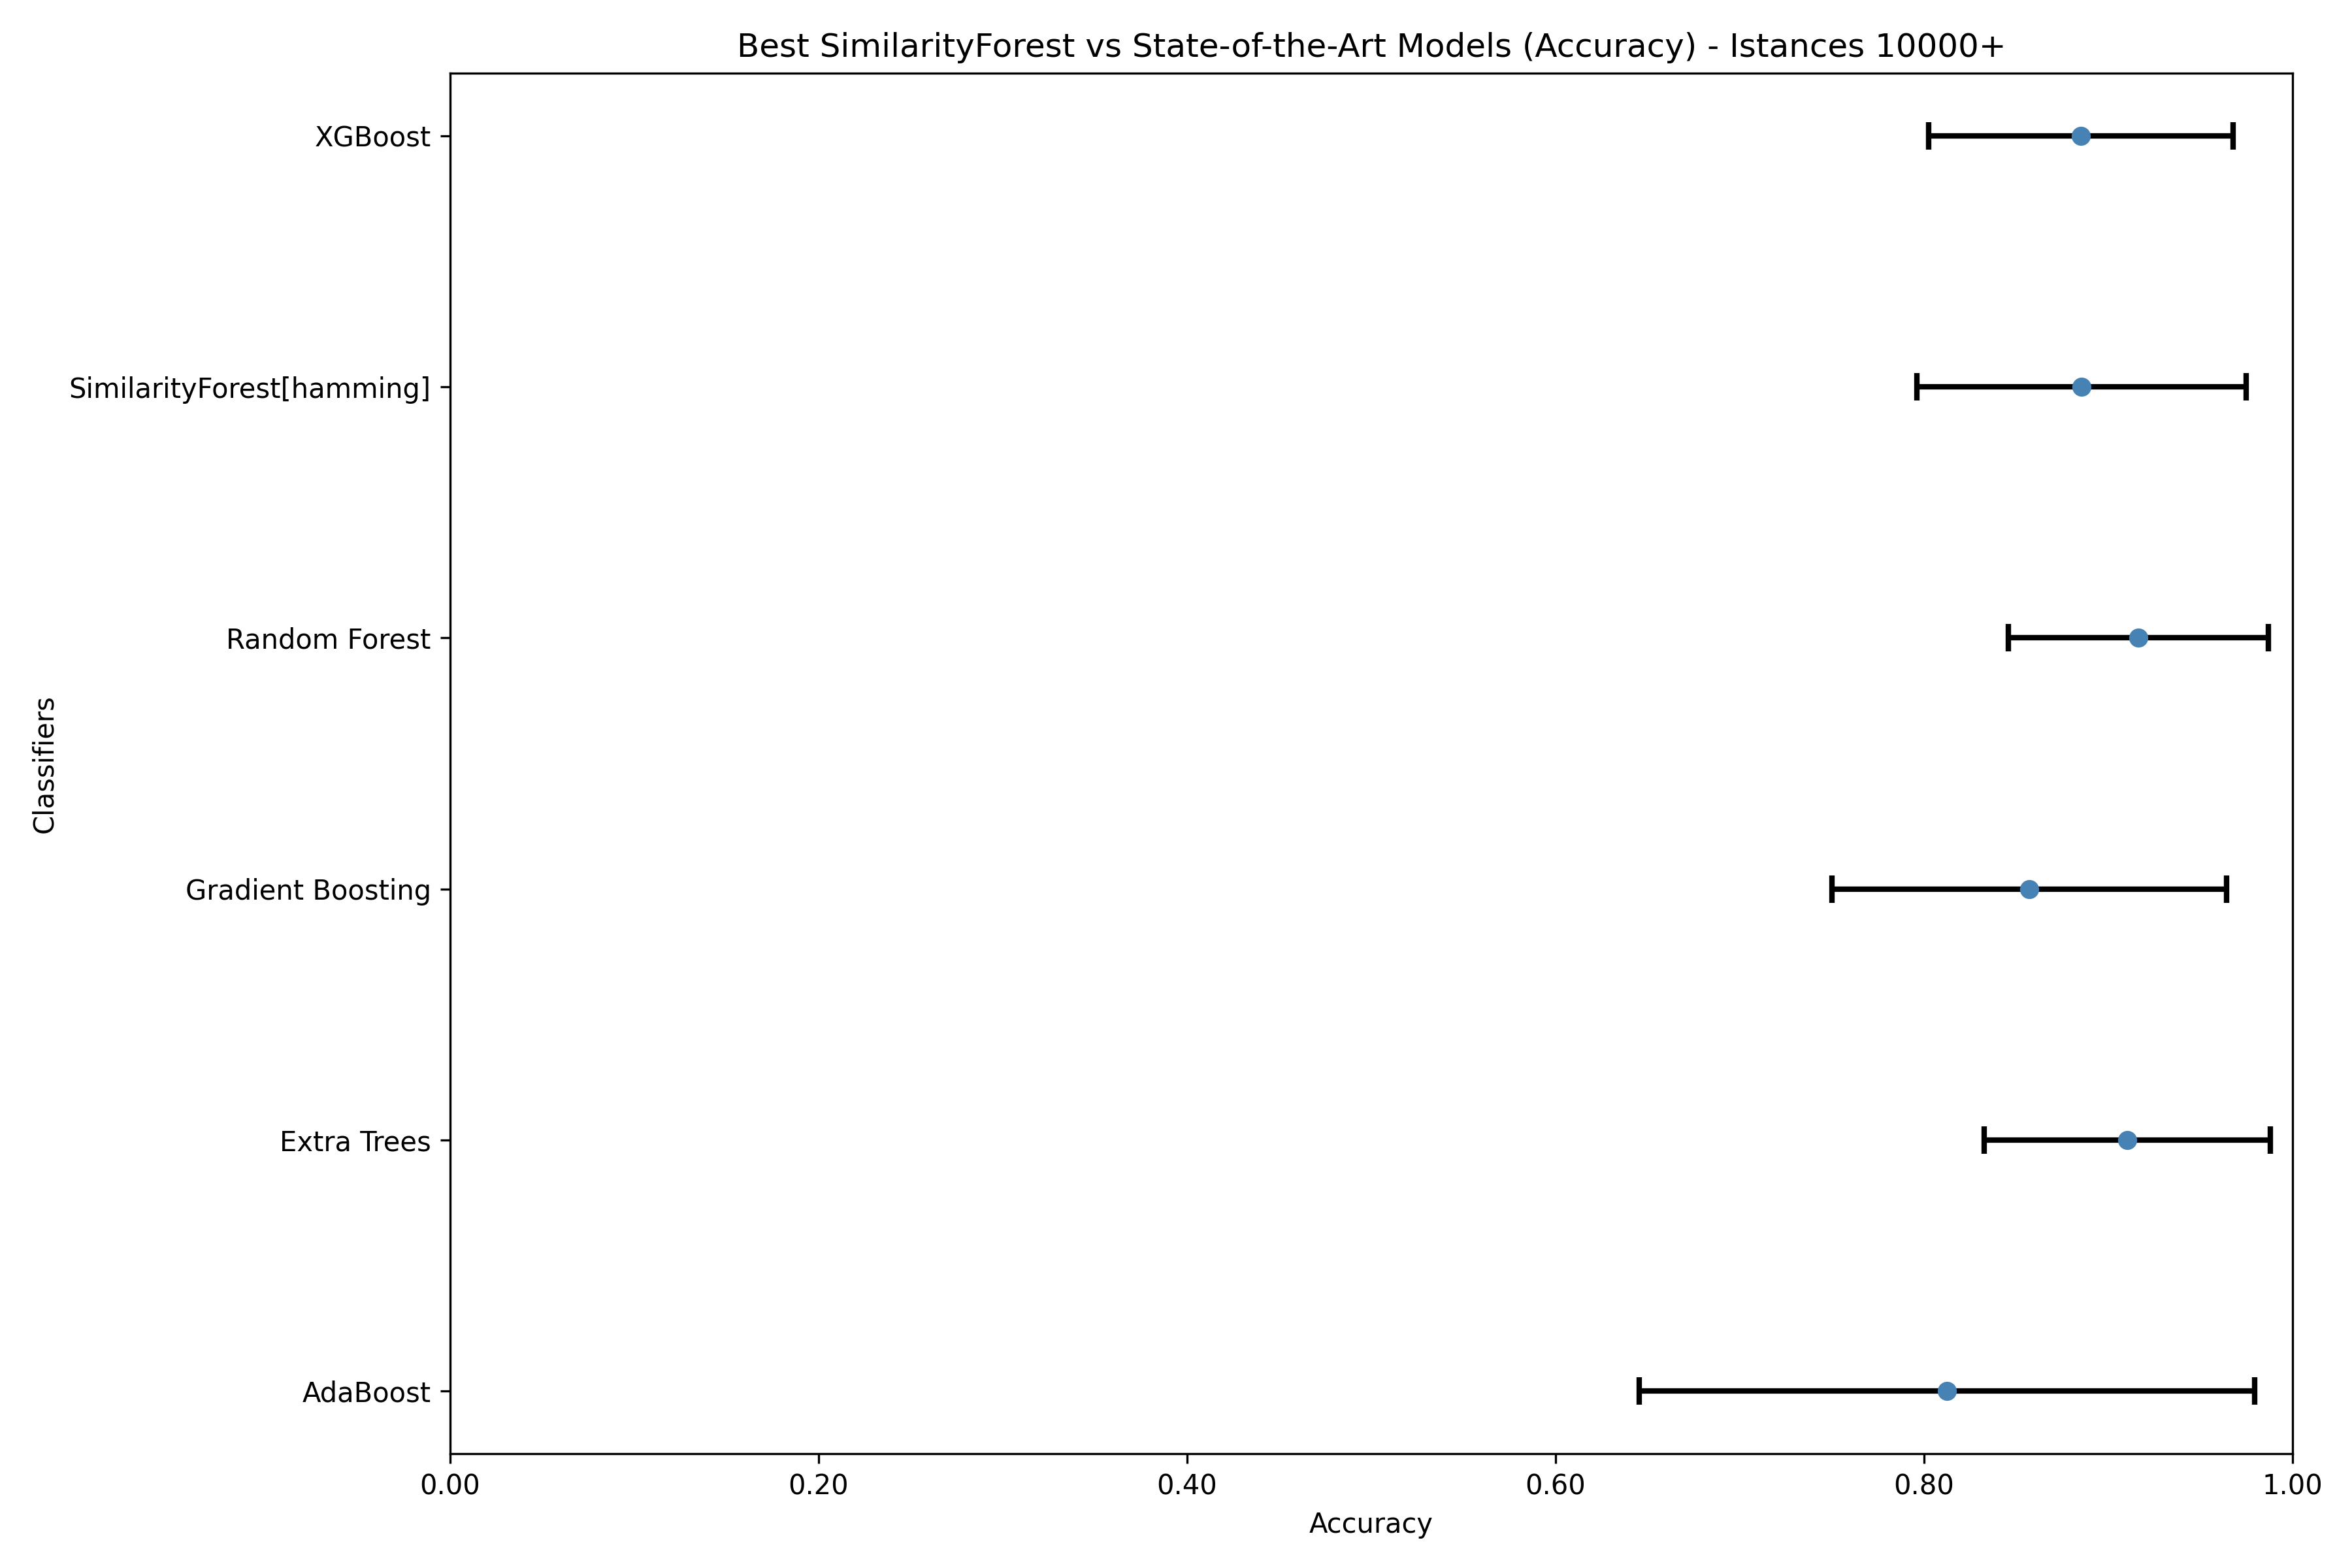 Best SimilarityForest vs State-of-the-Art Models (Accuracy) - Istances 10000+
XGBoost
SimilarityForest[hamming]
Random Forest
Classifiers
Gradient Boosting
Extra Trees
AdaBoost
0.00 0.20 0.40 0.60 0.80 1.00
Accuracy